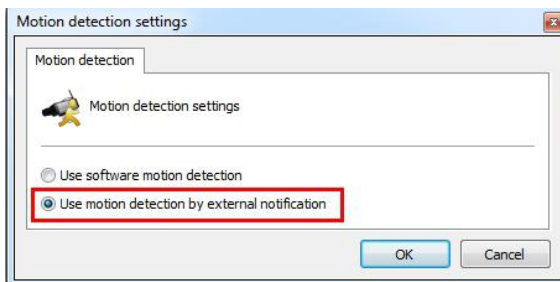 Motion detection settings
Motion detection
Motion detection settings
Use software motion detection
Use motion detection by external notification
OK Cancel